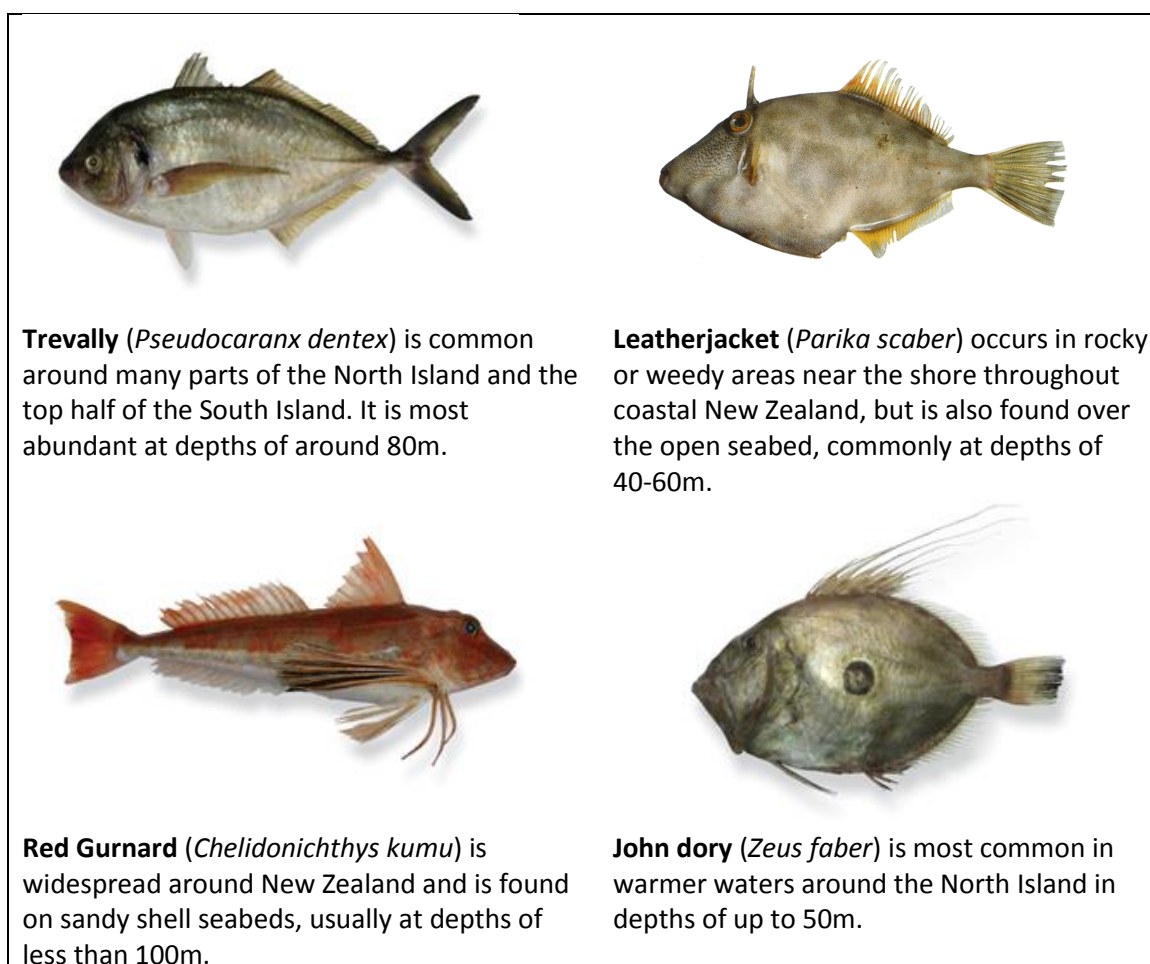 Trevally (Pseudocaranx dentex) is common
around many parts of the North Island and the
top half of the South Island. It is most
abundant at depths of around 80m.
Leatherjacket (Parika scaber) occurs in rocky
or weedy areas near the shore throughout
coastal New Zealand, but is also found over
the open seabed, commonly at depths of
40-60m.
Red Gurnard (Chelidonichthys kumu) is
widespread around New Zealand and is found
on sandy shell seabeds, usually at depths of
less than 100m.
John dory (Zeus faber) is most common in
warmer waters around the North Island in
depths of up to 50m.